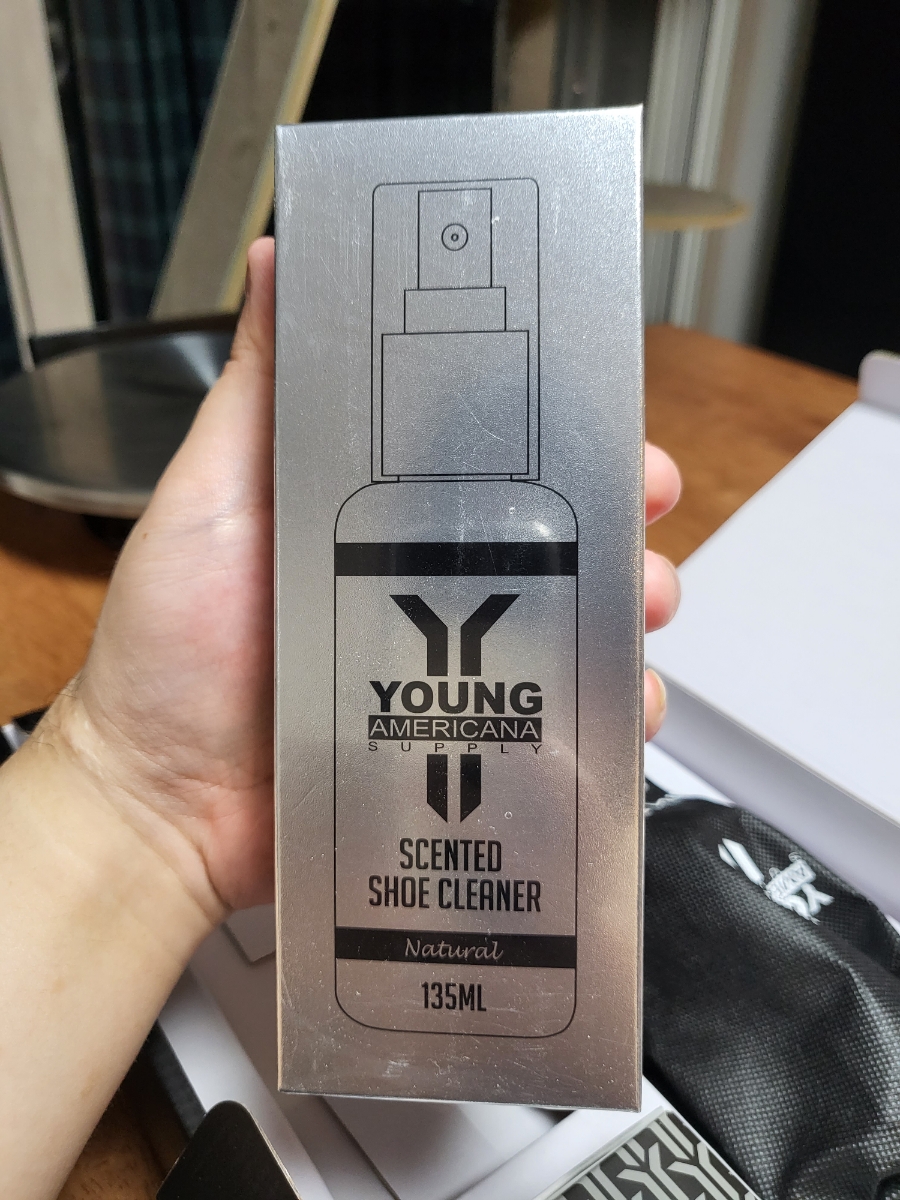 YOUNG
AMERICANA
SUPPLY
SCENTED
SHOE CLEANER
Natural
135ML